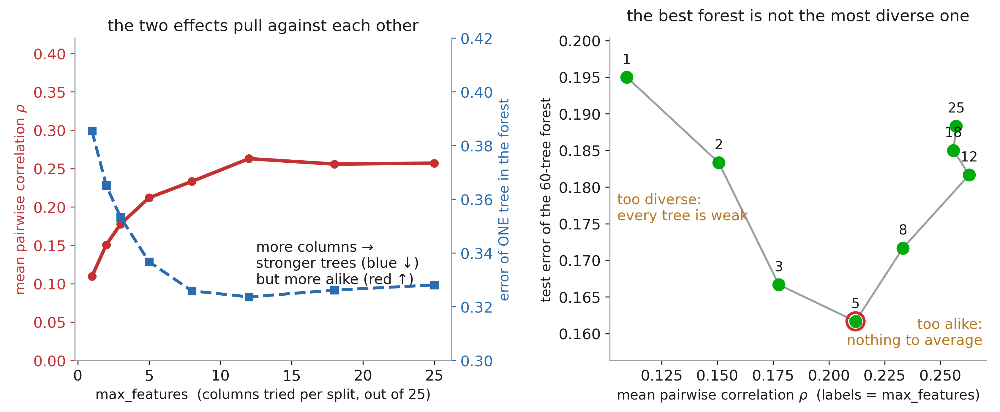 the two effects pull against each other
0.40
0.35
0.30
0.25
0.20
0.15
0.10
0.05
0.00
mean pairwise correlation ρ
0.42
0.40
0.38
0.36
0.34
0.32
0.30
error of ONE tree in the forest
more columns →
stronger trees (blue ↓)
but more alike (red ↑)
0 5 10 15 20 25
max_features (columns tried per split, out of 25)
the best forest is not the most diverse one
0.200
0.195
0.190
0.185
0.180
0.175
0.170
0.165
0.160
test error of the 60-tree forest
1
2
3
5
8
12
18
25
too diverse:
every tree is weak
too alike:
nothing to average
0.125 0.150 0.175 0.200 0.225 0.250
mean pairwise correlation ρ (labels = max_features)